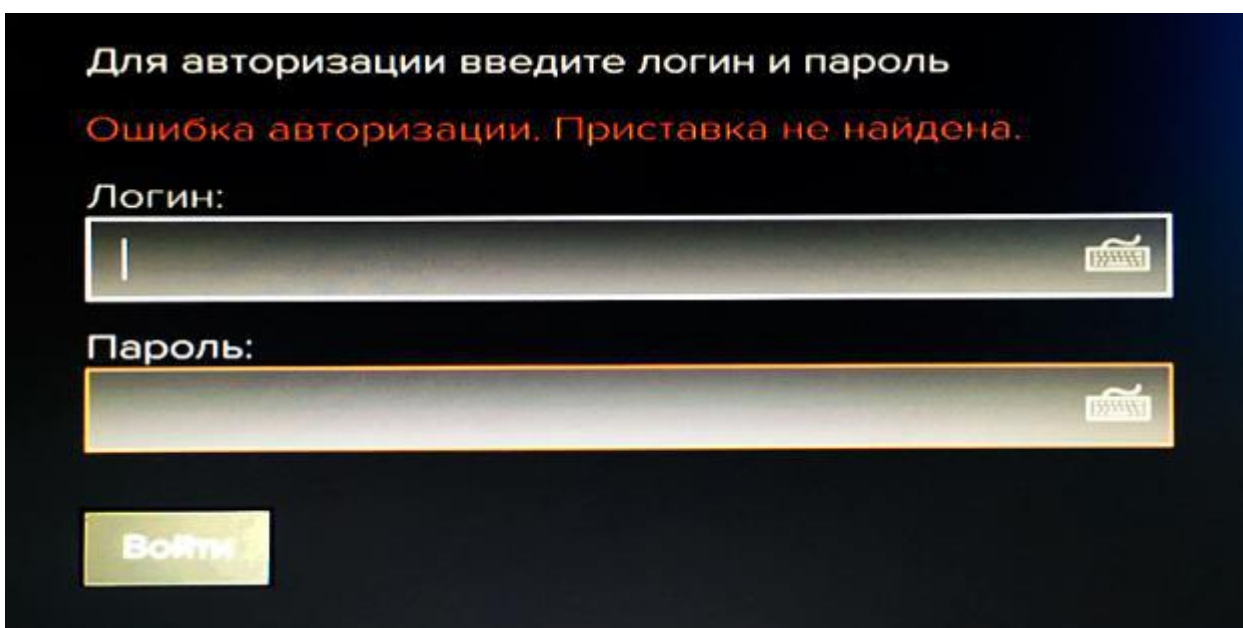 Для авторизации введите логин и пароль
Ошибка авторизации. Приставка не найдена.
Логин:
Пароль:
Войти